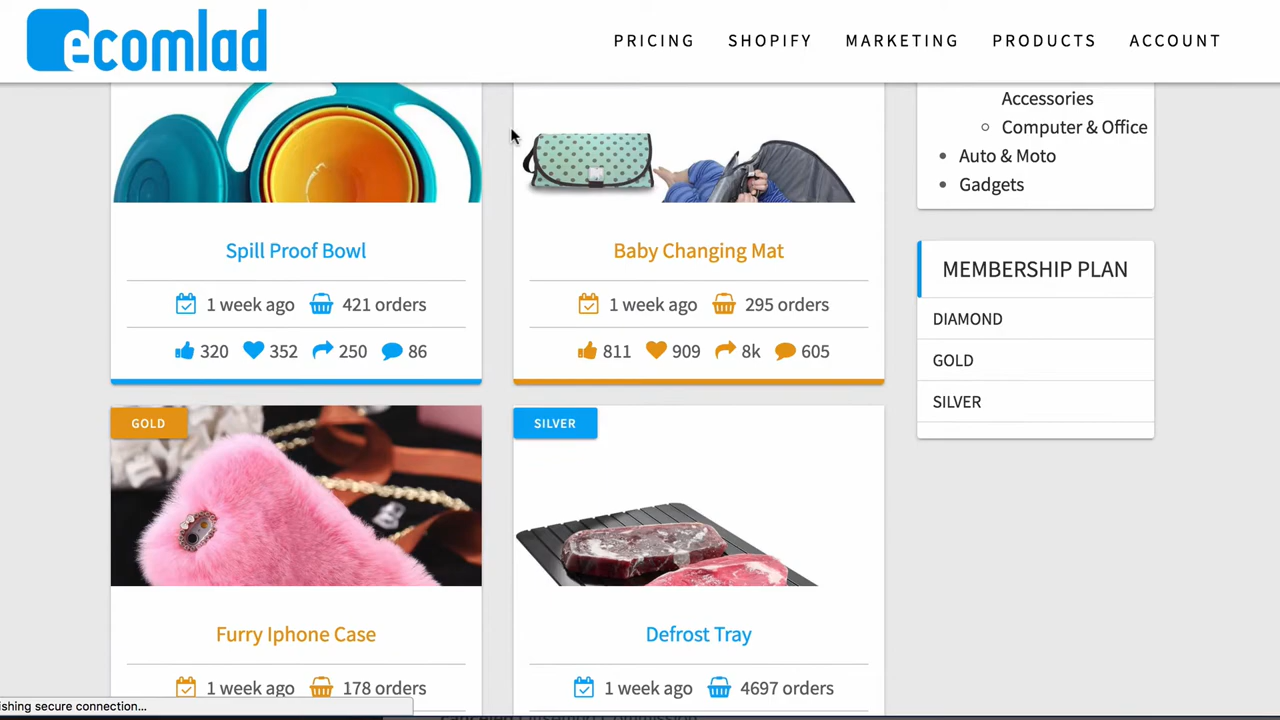 ecomlad
PRICING SHOPIFY MARKETING PRODUCTS ACCOUNT
Accessories
Computer & Office
Auto & Moto
Gadgets
Spill Proof Bowl
1 week ago 421 orders
320 352 250 86
Baby Changing Mat
1 week ago 295 orders
811 909 8k 605
MEMBERSHIP PLAN
DIAMOND
GOLD
SILVER
GOLD
Furry Iphone Case
1 week ago 178 orders
SILVER
Defrost Tray
1 week ago 4697 orders
ishing secure connection...